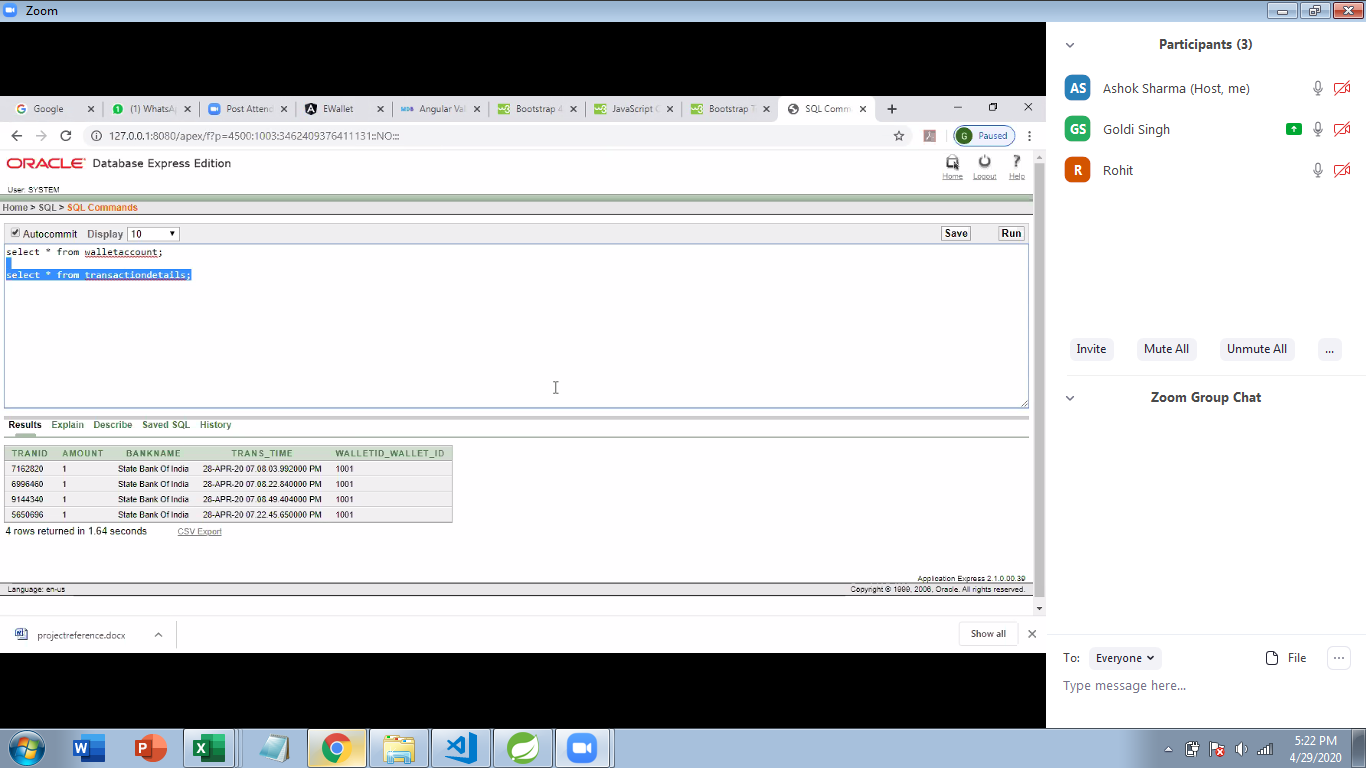 Zoom
Google
(1) WhatsA
Post Attend
EWallet
Angular Val
Bootstrap 4
JavaScript C
Bootstrap T
SQL Comm
127.0.0.1:8080/apex/f?p=4500:1003:3462409376411131::NO:::
G Paused
ORACLE Database Express Edition
Home Logout Help
User: SYSTEM
Home > SQL > SQL Commands
Autocommit Display 10 Save Run
select * from walletaccount;
select * from transactiondetails;
Results Explain Describe Saved SQL History
TRANID AMOUNT BANKNAME TRANS_TIME WALLETID_WALLET_ID
7162820 1 State Bank Of India 28-APR-20 07.08.03.992000 PM 1001
6996460 1 State Bank Of India 28-APR-20 07.08.22.840000 PM 1001
9144340 1 State Bank Of India 28-APR-20 07.08.49.404000 PM 1001
5650696 1 State Bank Of India 28-APR-20 07.22.45.650000 PM 1001
4 rows returned in 1.64 seconds CSV Export
Application Express 2.1.0.00.39
Language: en-us Copyright © 1999, 2006, Oracle. All rights reserved.
projectreference.docx Show all
Participants (3)
AS Ashok Sharma (Host, me)
GS Goldi Singh
R Rohit
Invite Mute All Unmute All ...
Zoom Group Chat
To: Everyone File ...
Type message here...
5:22 PM
4/29/2020